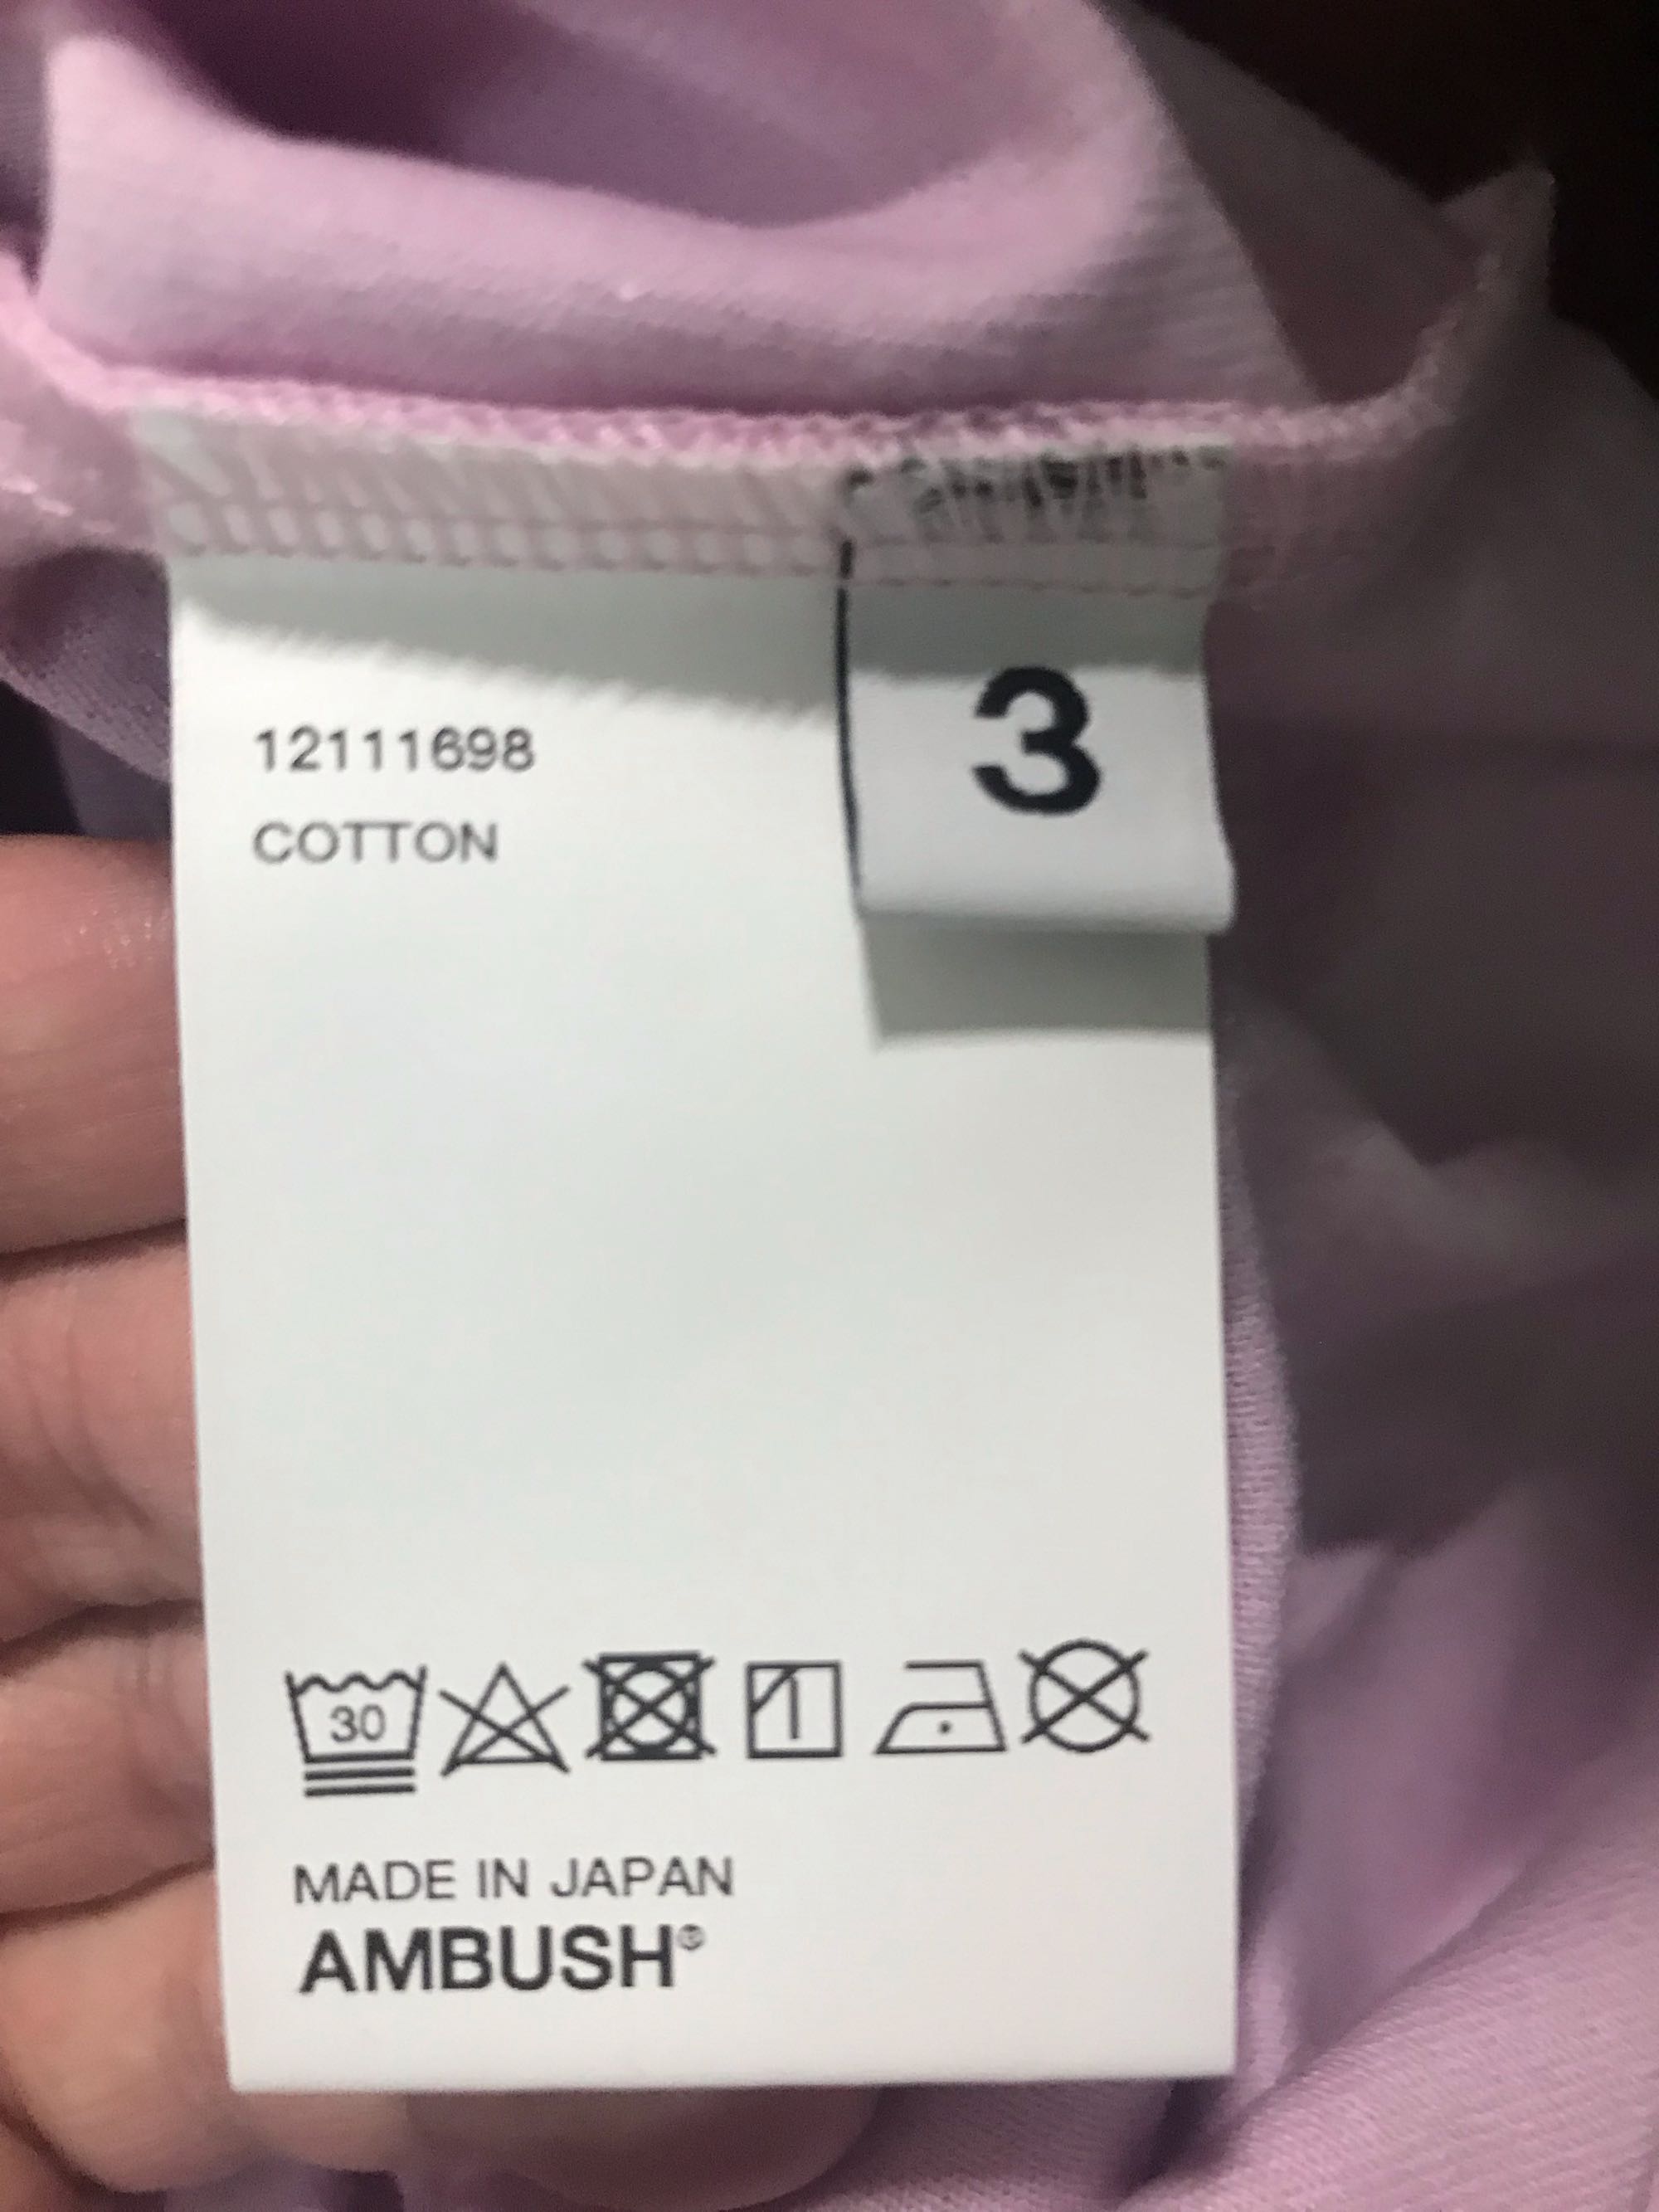 3
12111698
COTTON
30
MADE IN JAPAN
AMBUSH®